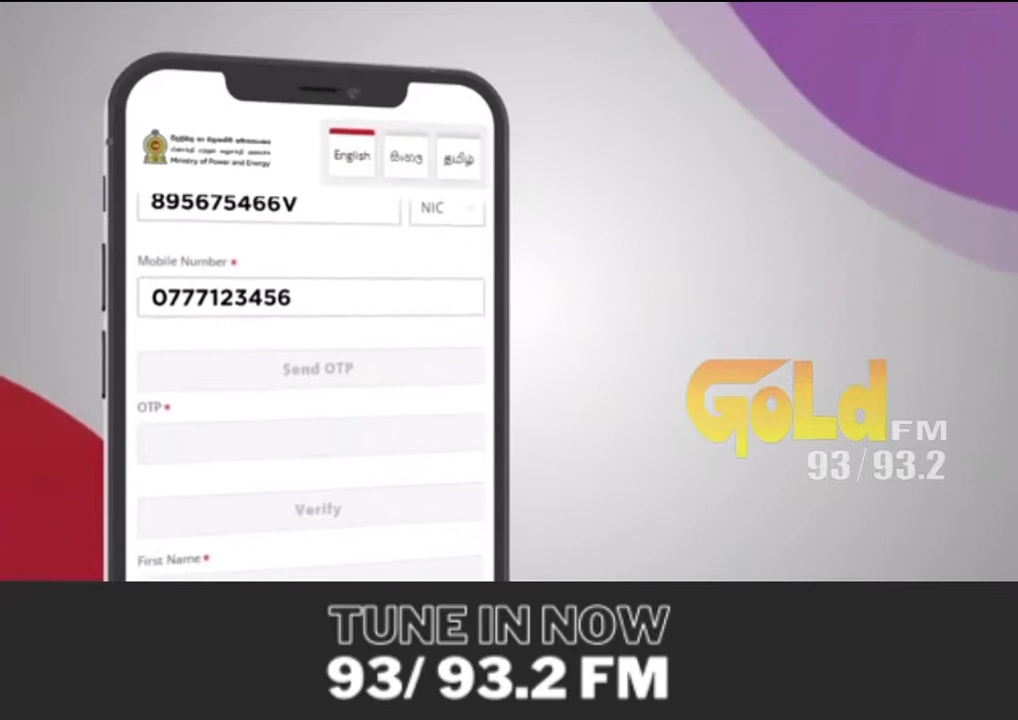 Ministry of Power and Energy
English
සිංහල
தமிழ்
895675466V
NIC
Mobile Number *
0777123456
Send OTP
OTP *
Verify
First Name *
GoLd FM
93/93.2
TUNE IN NOW
93/ 93.2 FM